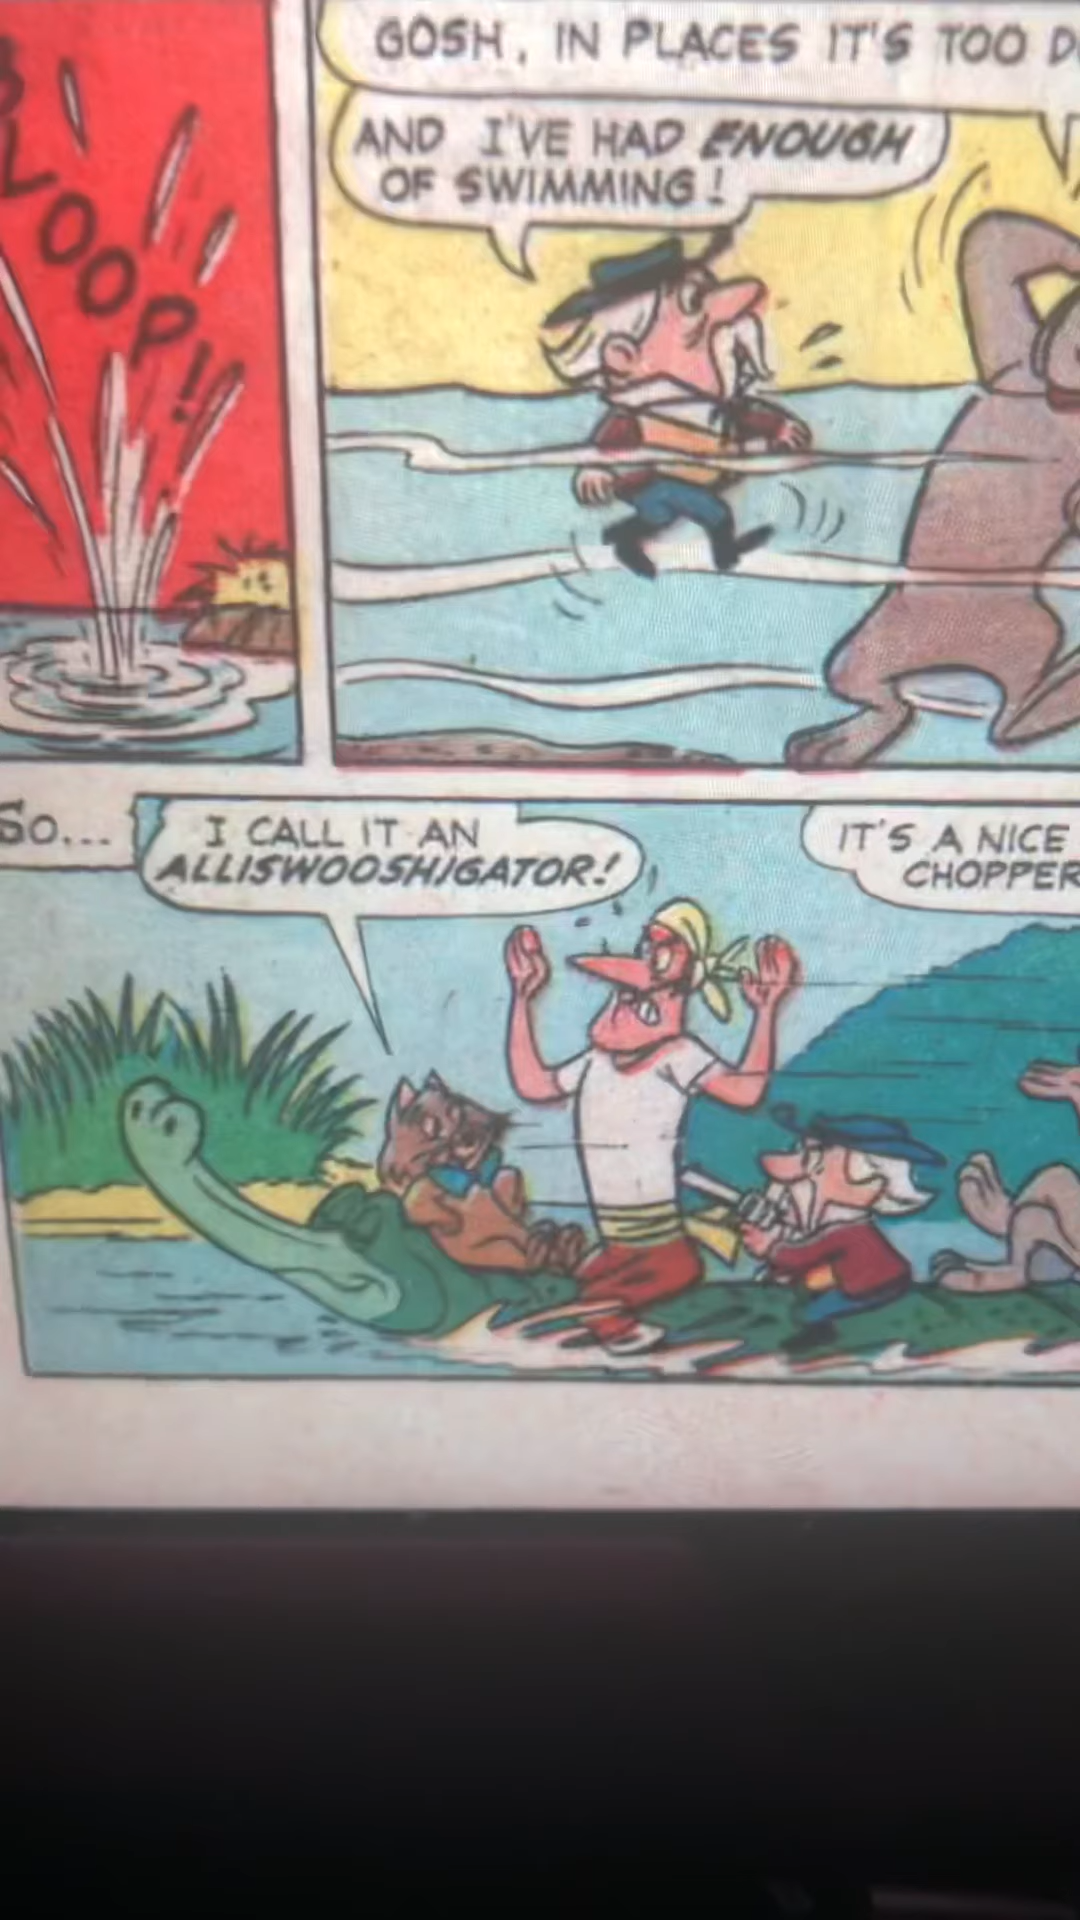 LOOP!!
GOSH, IN PLACES IT'S TOO
AND I'VE HAD ENOUGH
OF SWIMMING!
SO...
I CALL IT AN
ALLISWOOSHIGATOR!
IT'S A NICE
CHOPPER